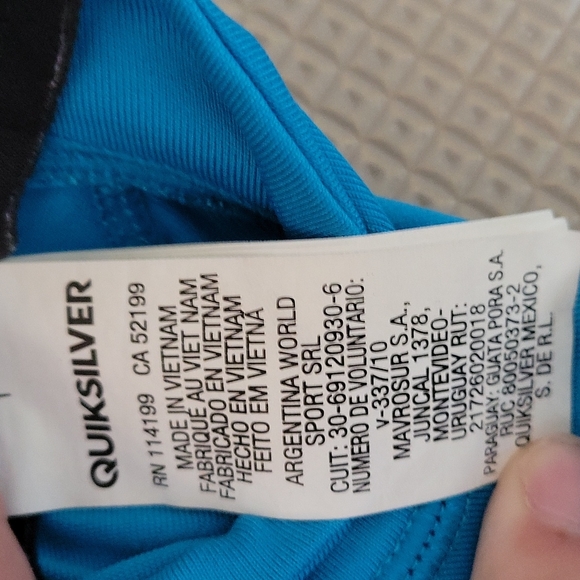 QUIKSILVER
RN 114199 CA 52199
MADE IN VIETNAM
FABRIQUÉ AU VIET NAM
FABRICADO EN VIETNAM
HECHO EN VIETNAM
FEITO EM VIETNÃ
ARGENTINA WORLD
SPORT SRL
CUIT: 30-69120930-6
NUMERO DE VOLUNTARIO:
V-337/10
MAVROSUR S.A.,
JUNCAL 1378,
MONTEVIDEO-
URUGUAY RUT:
217260200018
PARAGUAY: GUATA PORA S.A.
RUC 80050373-2
QUIKSILVER MEXICO,
S. DE R.L.